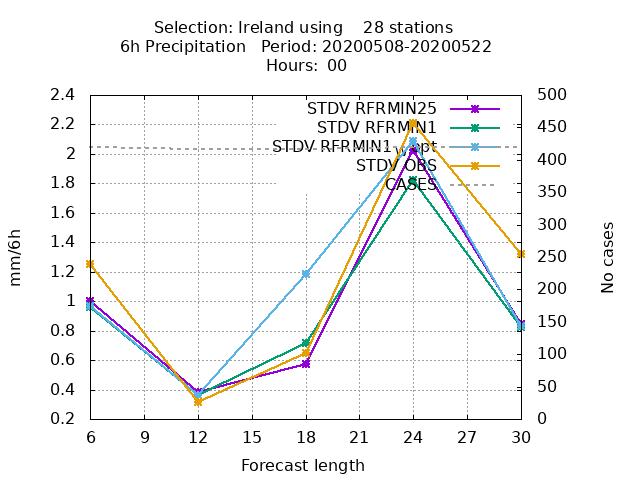 Selection: Ireland using    28 stations
6h Precipitation   Period: 20200508-20200522
Hours:  00
STDV RFRMIN25
STDV RFRMIN1
STDV RFRMIN1
STDV OBS
CASES
mm/6h
2.4
2.2
2
1.8
1.6
1.4
1.2
1
0.8
0.6
0.4
0.2
500
450
400
350
300
250
200
150
100
50
0
No cases
6 9 12 15 18 21 24 27 30
Forecast length